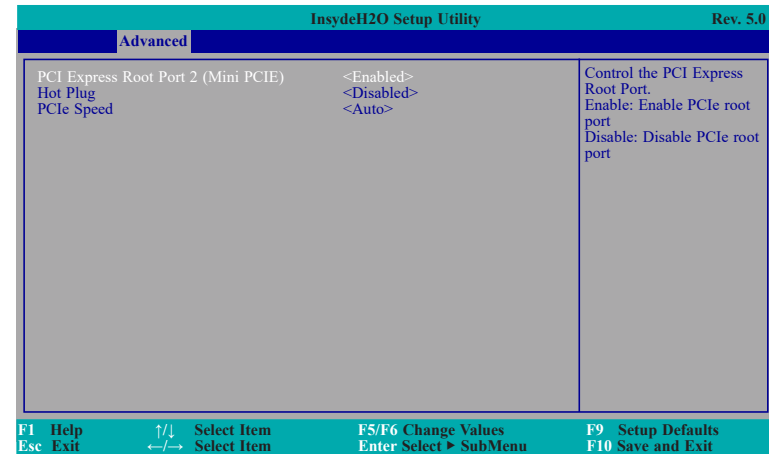 InsydeH2O Setup Utility Rev. 5.0
Advanced
PCI Express Root Port 2 (Mini PCIE) <Enabled>
Hot Plug <Disabled>
PCIe Speed <Auto>
Control the PCI Express
Root Port.
Enable: Enable PCIe root
port
Disable: Disable PCIe root
port
F1 Help ↑/↓ Select Item F5/F6 Change Values F9 Setup Defaults
Esc Exit ←/→ Select Item Enter Select ▶ SubMenu F10 Save and Exit